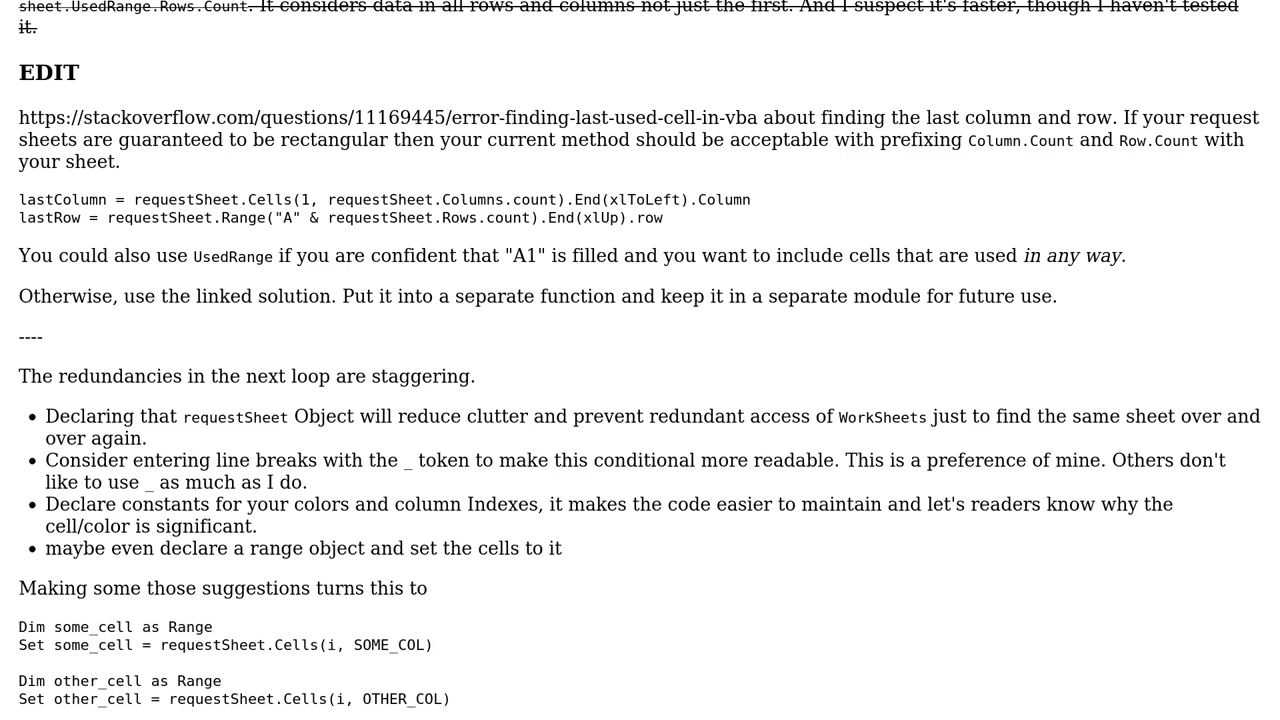 sheet.UsedRange.Rows.Count. It considers data in all rows and columns not just the first. And I suspect it's faster, though I haven't tested
it.
EDIT
https://stackoverflow.com/questions/11169445/error-finding-last-used-cell-in-vba about finding the last column and row. If your request
sheets are guaranteed to be rectangular then your current method should be acceptable with prefixing Column.Count and Row.Count with
your sheet.
lastColumn = requestSheet.Cells(1, requestSheet.Columns.count).End(xlToLeft).Column
lastRow = requestSheet.Range("A" & requestSheet.Rows.count).End(xlUp).row
You could also use UsedRange if you are confident that "A1" is filled and you want to include cells that are used in any way.
Otherwise, use the linked solution. Put it into a separate function and keep it in a separate module for future use.
----
The redundancies in the next loop are staggering.
• Declaring that requestSheet Object will reduce clutter and prevent redundant access of WorkSheets just to find the same sheet over and
over again.
• Consider entering line breaks with the _ token to make this conditional more readable. This is a preference of mine. Others don't
like to use _ as much as I do.
• Declare constants for your colors and column Indexes, it makes the code easier to maintain and let's readers know why the
cell/color is significant.
• maybe even declare a range object and set the cells to it
Making some those suggestions turns this to
Dim some_cell as Range
Set some_cell = requestSheet.Cells(i, SOME_COL)
Dim other_cell as Range
Set other_cell = requestSheet.Cells(i, OTHER_COL)